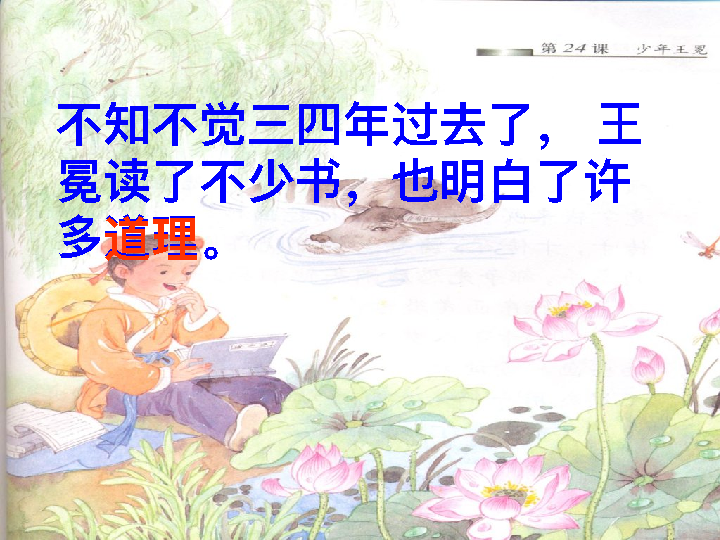 第24课 少年王冕
不知不觉三四年过去了， 王
冕读了不少书，也明白了许
多道理。